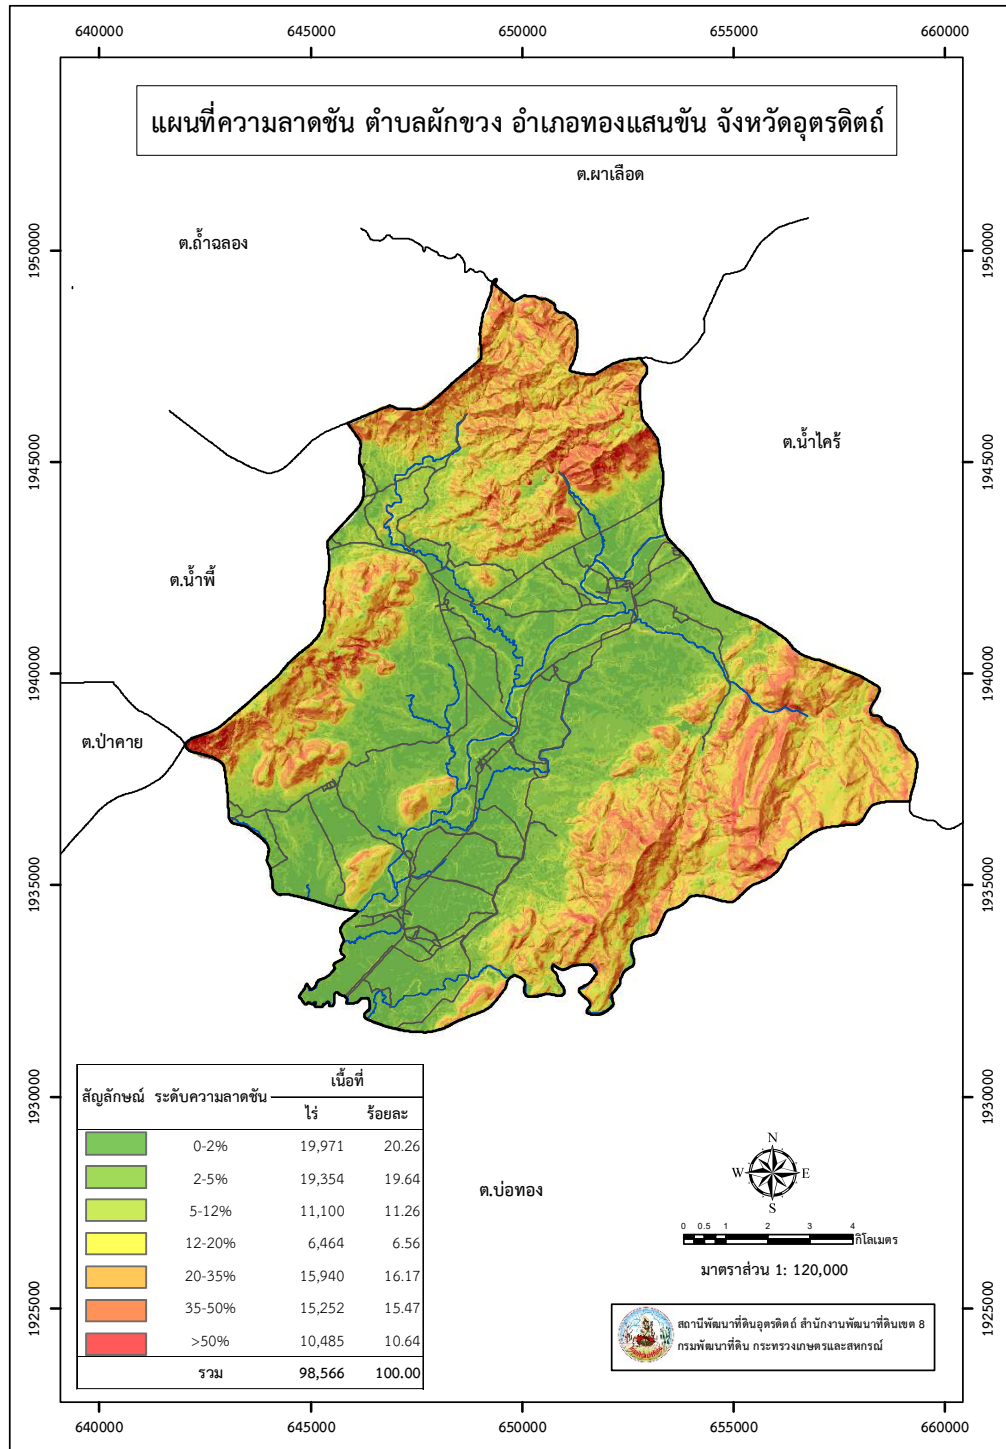 640000 645000 650000 655000 660000
แผนที่ความลาดชัน ตำบลผักขวง อำเภอทองแสนขัน จังหวัดอุตรดิตถ์
ต.ผาเลือด
ต.ถ้ำฉลอง
1950000 1950000
ต.น้ำไคร้
1945000 1945000
ต.น้ำพี้
1940000 1940000
ต.ป่าคาย
1935000 1935000
สัญลักษณ์ ระดับความลาดชัน เนื้อที่
ไร่ ร้อยละ
0-2% 19,971 20.26
2-5% 19,354 19.64
5-12% 11,100 11.26
12-20% 6,464 6.56
20-35% 15,940 16.17
35-50% 15,252 15.47
>50% 10,485 10.64
รวม 98,566 100.00
1930000 1930000
ต.บ่อทอง
N
W E
S
0 0.5 1 2 3 4
กิโลเมตร
มาตราส่วน 1: 120,000
1925000 1925000
สถานีพัฒนาที่ดินอุตรดิตถ์ สำนักงานพัฒนาที่ดินเขต 8
กรมพัฒนาที่ดิน กระทรวงเกษตรและสหกรณ์
640000 645000 650000 655000 660000